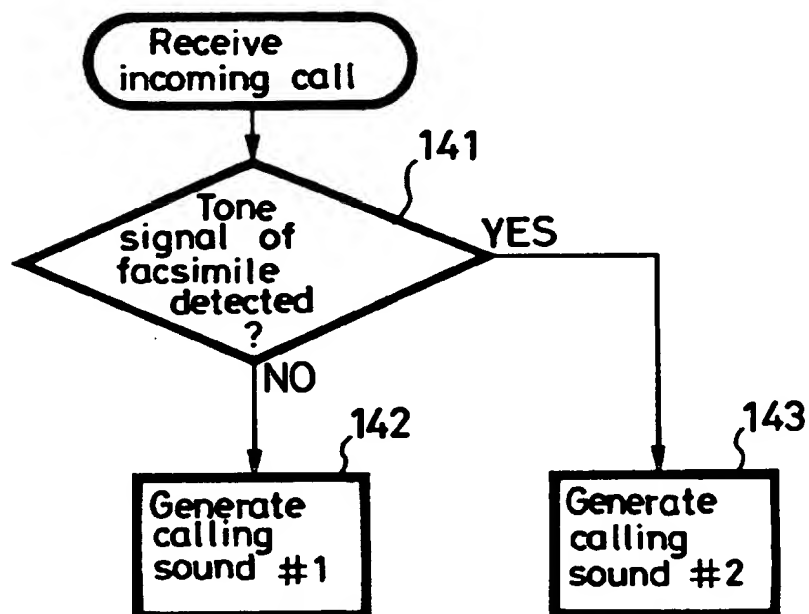 Receive
incoming call
141
Tone
signal of
facsimile
detected
?
YES
NO
142
Generate
calling
sound #1
143
Generate
calling
sound #2